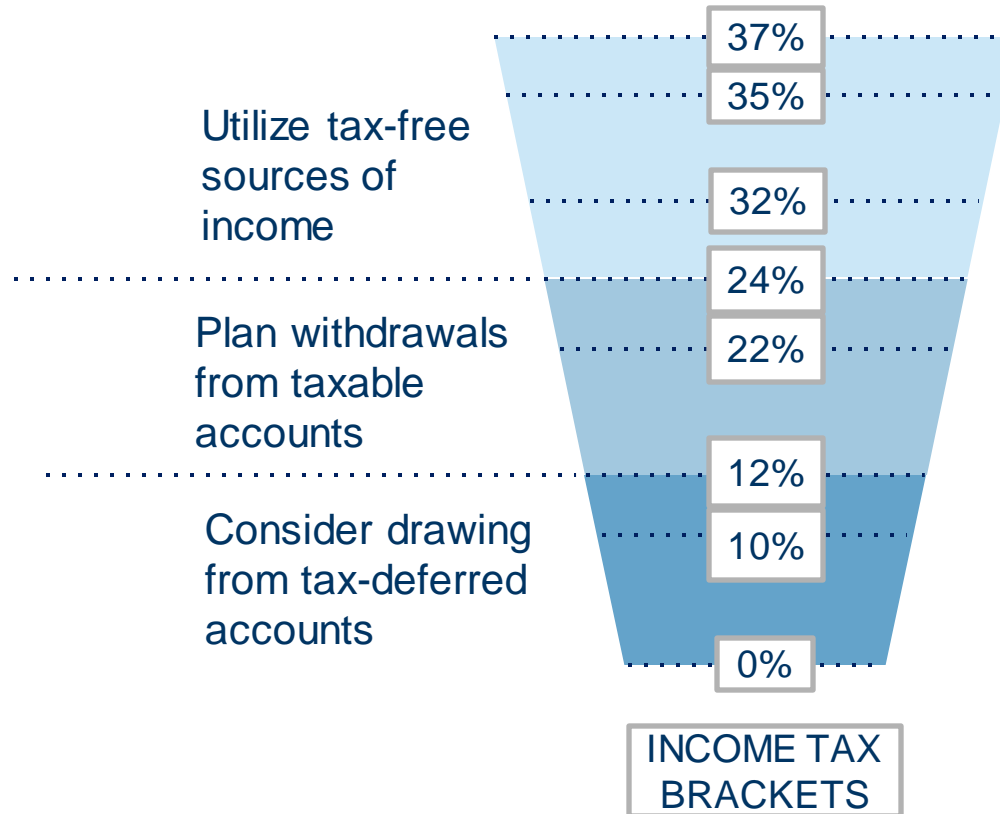 37%
35%
Utilize tax-free
sources of
income
32%
24%
Plan withdrawals
from taxable
accounts
22%
12%
Consider drawing
from tax-deferred
accounts
10%
0%
INCOME TAX
BRACKETS